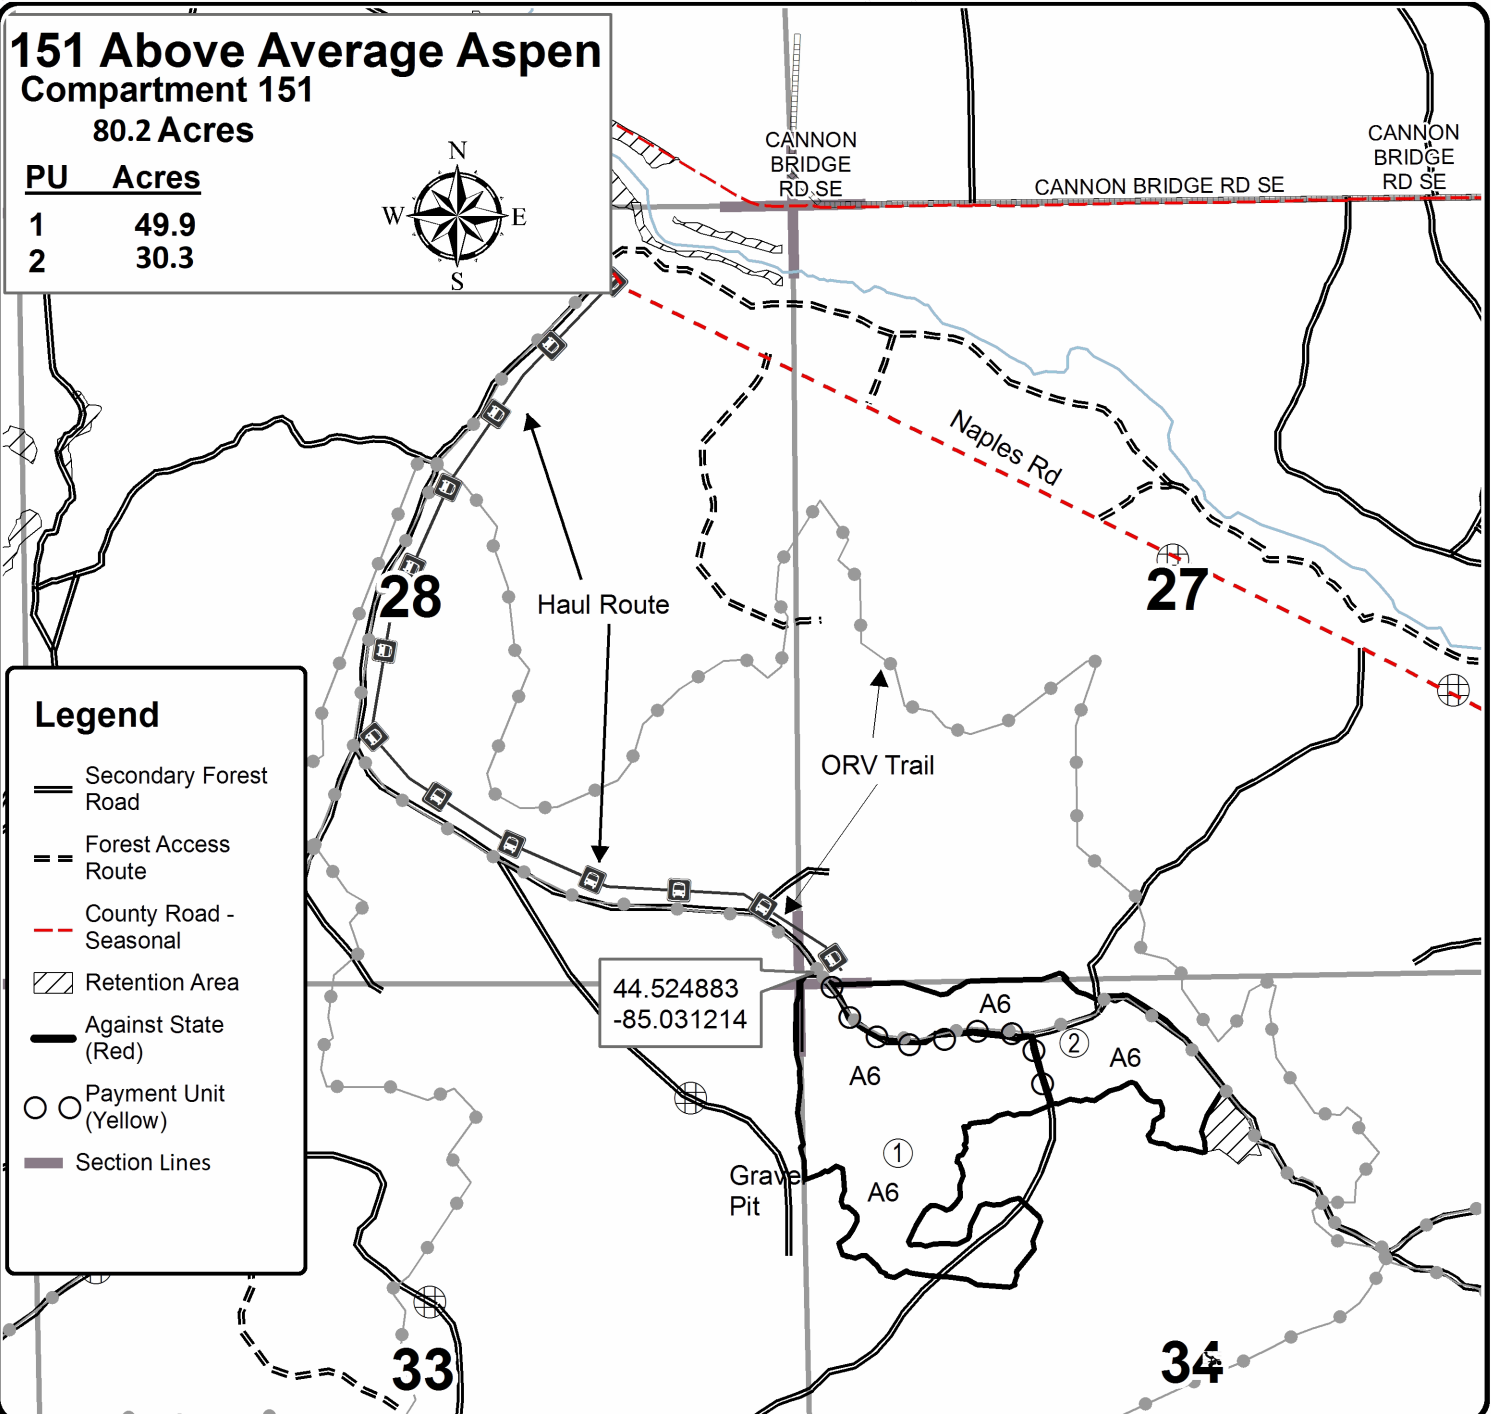 151 Above Average Aspen
Compartment 151
80.2 Acres
PU Acres
1 49.9
2 30.3
N
W E
S
CANNON
BRIDGE
RD SE
CANNON BRIDGE RD SE
CANNON
BRIDGE
RD SE
Naples Rd
28
27
Haul Route
ORV Trail
Legend
Secondary Forest
Road
Forest Access
Route
County Road -
Seasonal
Retention Area
Against State
(Red)
Payment Unit
(Yellow)
Section Lines
44.524883
-85.031214
A6
2
A6
A6
1
A6
Gravel
Pit
33
34